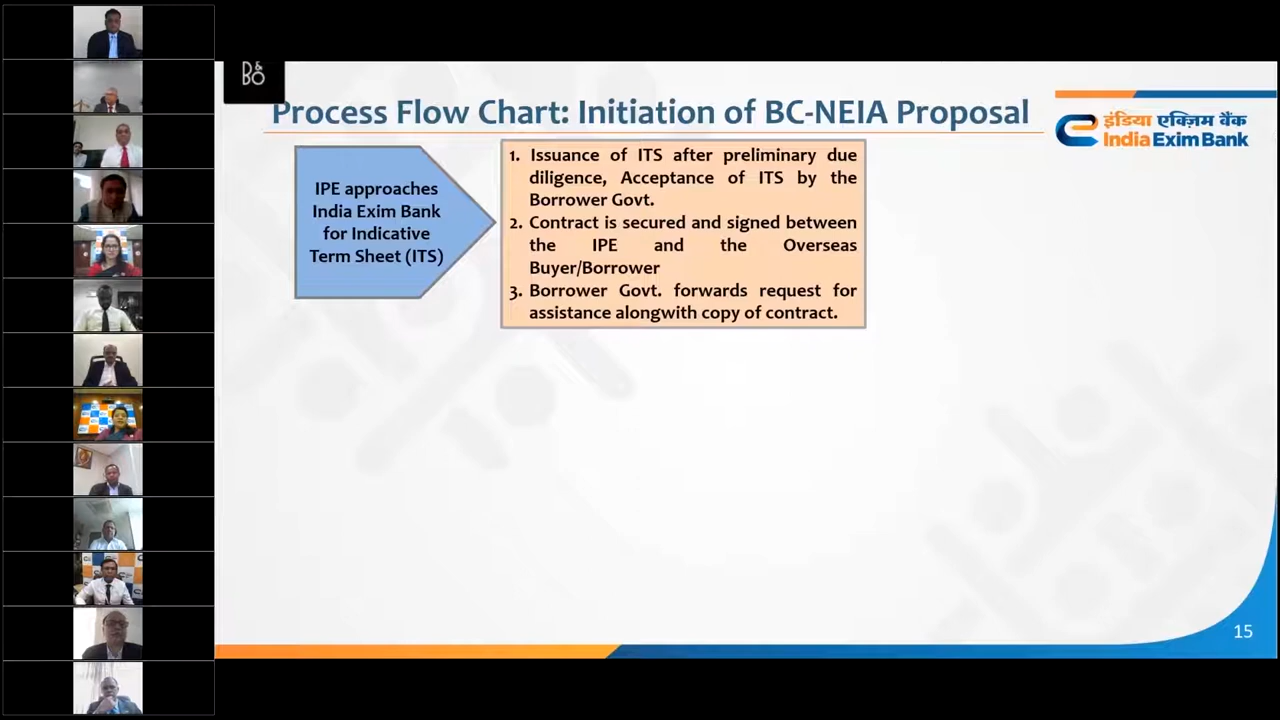 B&
BO
Process Flow Chart: Initiation of BC-NEIA Proposal
इंडिया एक्ज़िम बैंक
India Exim Bank
IPE approaches
India Exim Bank
for Indicative
Term Sheet (ITS)
1. Issuance of ITS after preliminary due
diligence, Acceptance of ITS by the
Borrower Govt.
2. Contract is secured and signed between
the IPE and the Overseas
Buyer/Borrower
3. Borrower Govt. forwards request for
assistance alongwith copy of contract.
15